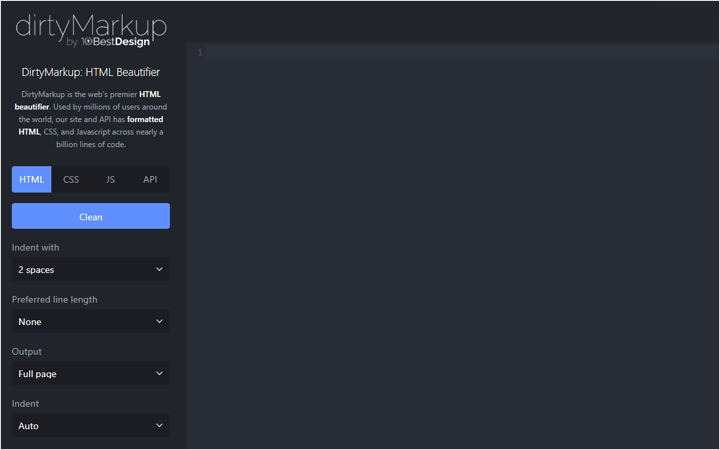 dirtyMarkup
by 10BestDesign
DirtyMarkup: HTML Beautifier
DirtyMarkup is the web's premier HTML
beautifier. Used by millions of users around
the world, our site and API has formatted
HTML, CSS, and Javascript across nearly a
billion lines of code.
HTML CSS JS API
Clean
Indent with
2 spaces
Preferred line length
None
Output
Full page
Indent
Auto
1